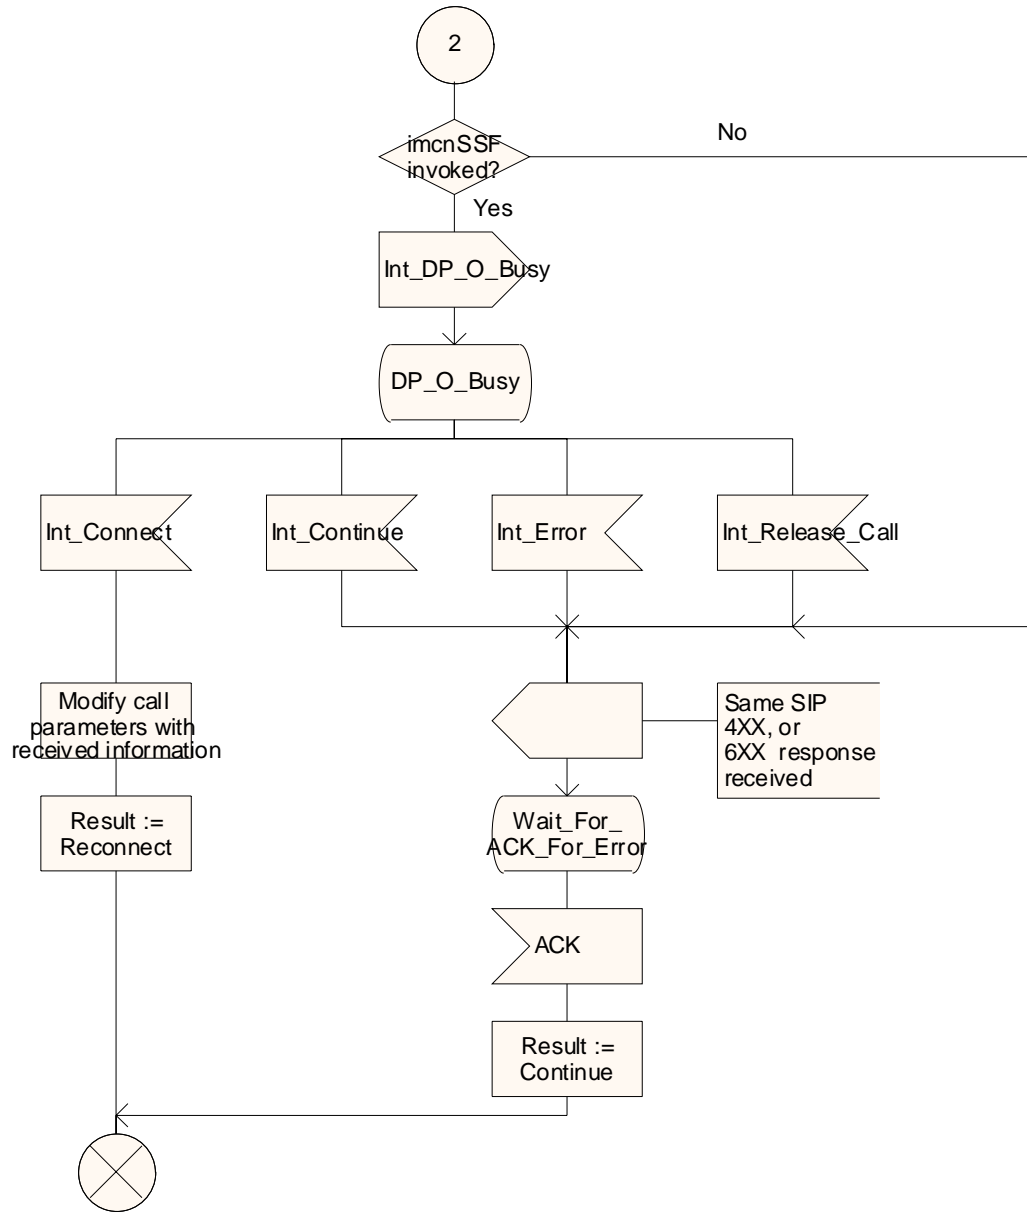 2
imcnSSF
invoked?
No
Yes
Int_DP_O_Busy
DP_O_Busy
Int_Connect
Int_Continue
Int_Error
Int_Release_Call
Modify call
parameters with
received information
Same SIP
4XX, or
6XX response
received
Result :=
Reconnect
Wait_For_
ACK_For_Error
ACK
Result :=
Continue